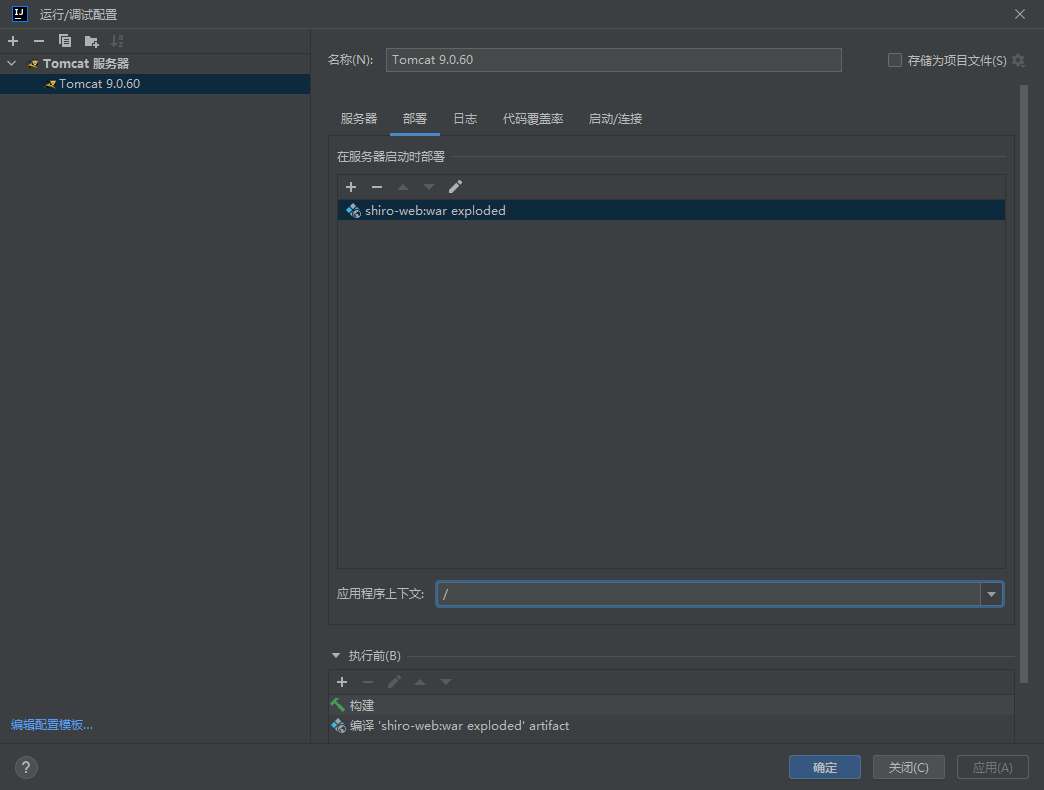 运行/调试配置
Tomcat 服务器
Tomcat 9.0.60
名称(N):
Tomcat 9.0.60
存储为项目文件(S)
服务器 部署 日志 代码覆盖率 启动/连接
在服务器启动时部署
shiro-web:war exploded
应用程序上下文: /
执行前(B)
构建
编译 'shiro-web:war exploded' artifact
编辑配置模板...
?
确定 关闭(C) 应用(A)